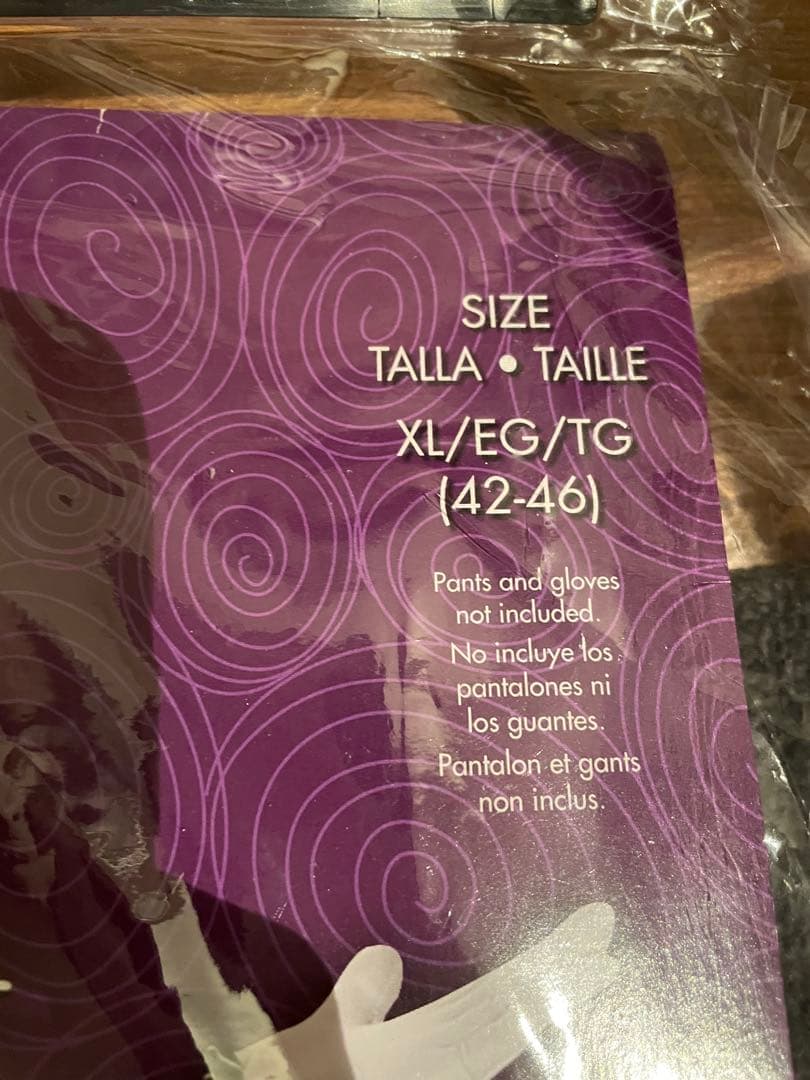 SIZE
TALLA • TAILLE
XL/EG/TG
(42-46)
Pants and gloves
not included.
No incluye los
pantalones ni
los guantes.
Pantalon et gants
non inclus.